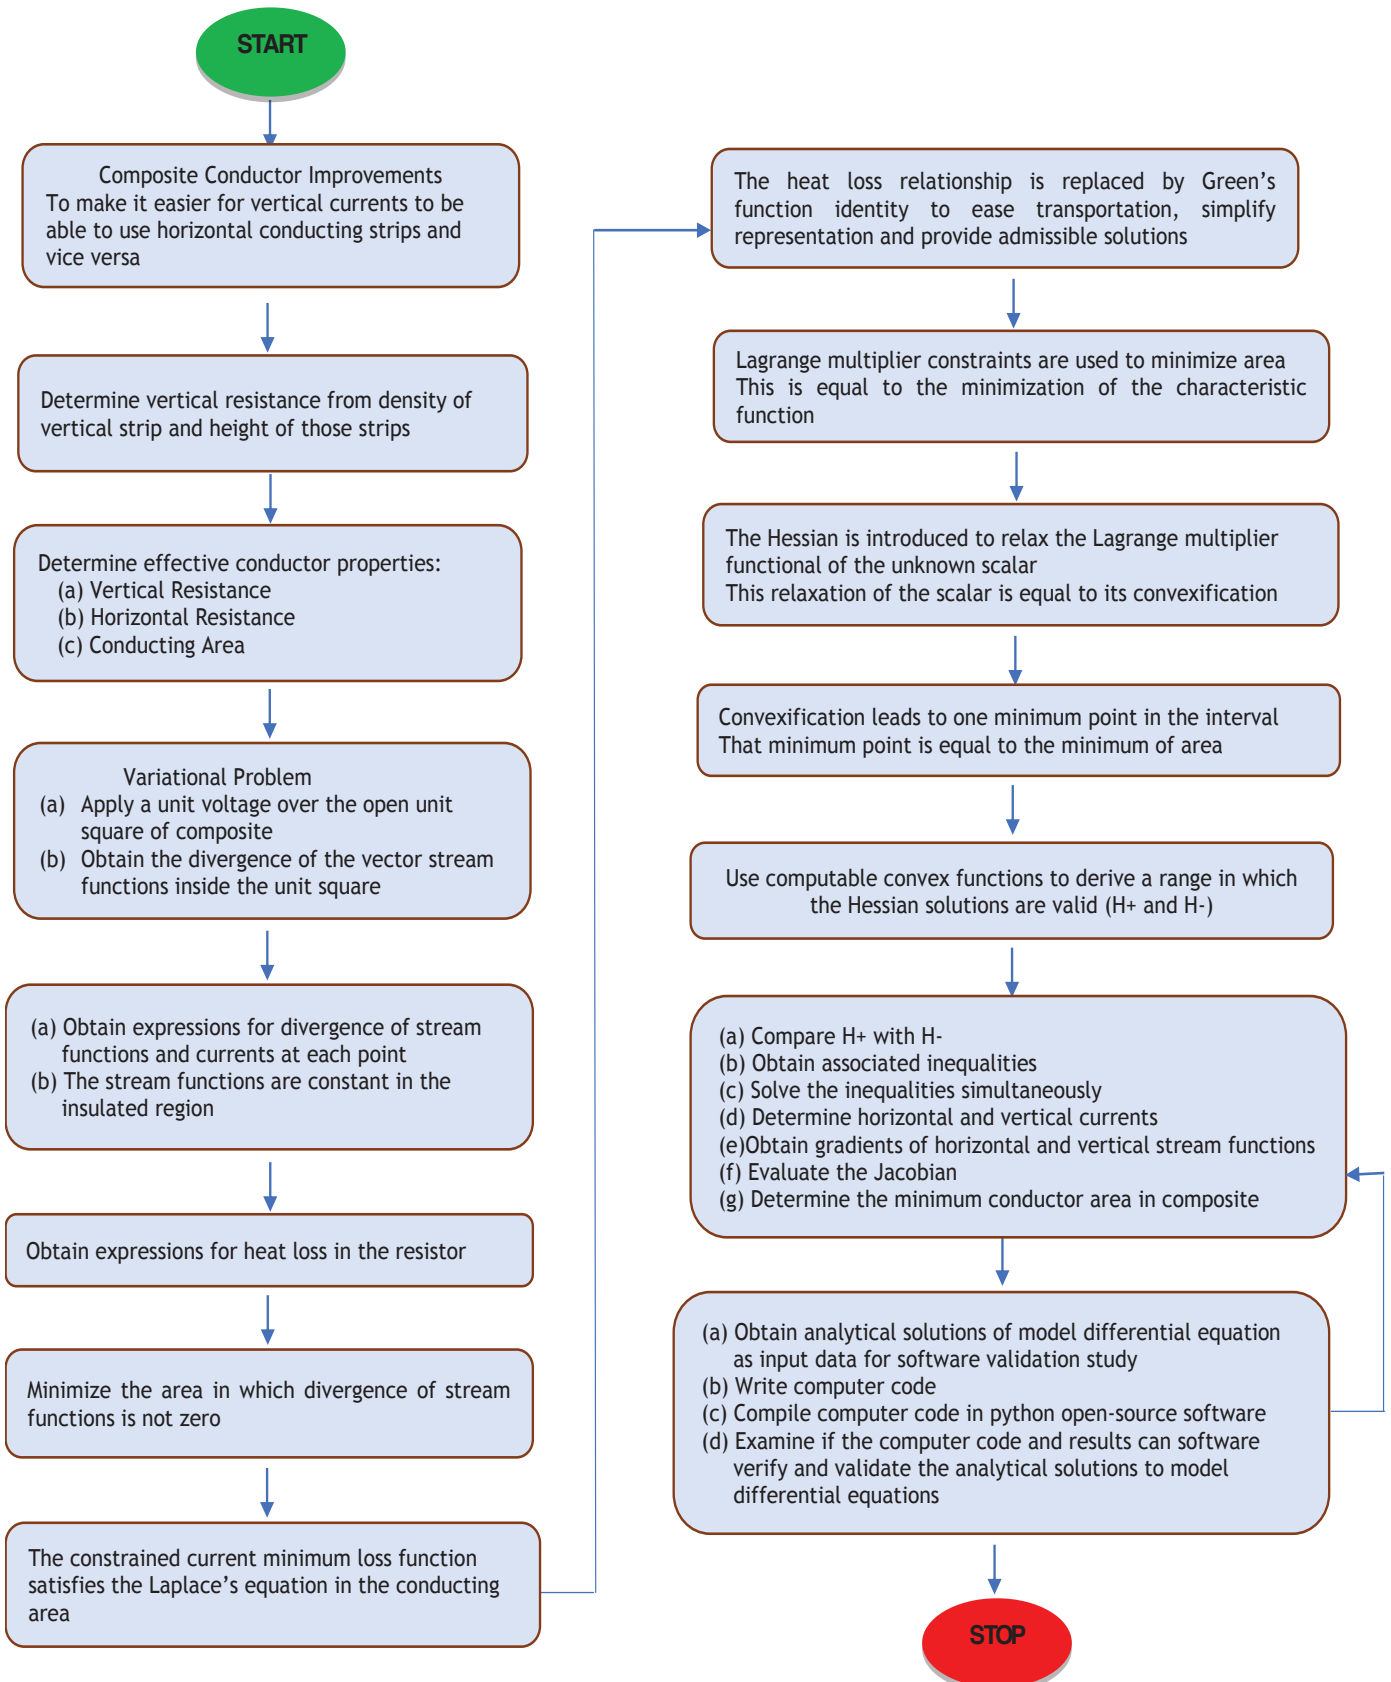 START
Composite Conductor Improvements
To make it easier for vertical currents to be
able to use horizontal conducting strips and
vice versa
Determine vertical resistance from density of
vertical strip and height of those strips
Determine effective conductor properties:
(a) Vertical Resistance
(b) Horizontal Resistance
(c) Conducting Area
Variational Problem
(a) Apply a unit voltage over the open unit
square of composite
(b) Obtain the divergence of the vector stream
functions inside the unit square
(a) Obtain expressions for divergence of stream
functions and currents at each point
(b) The stream functions are constant in the
insulated region
Obtain expressions for heat loss in the resistor
Minimize the area in which divergence of stream
functions is not zero
The constrained current minimum loss function
satisfies the Laplace’s equation in the conducting
area
The heat loss relationship is replaced by Green’s
function identity to ease transportation, simplify
representation and provide admissible solutions
Lagrange multiplier constraints are used to minimize area
This is equal to the minimization of the characteristic
function
The Hessian is introduced to relax the Lagrange multiplier
functional of the unknown scalar
This relaxation of the scalar is equal to its convexification
Convexification leads to one minimum point in the interval
That minimum point is equal to the minimum of area
Use computable convex functions to derive a range in which
the Hessian solutions are valid (H+ and H-)
(a) Compare H+ with H-
(b) Obtain associated inequalities
(c) Solve the inequalities simultaneously
(d) Determine horizontal and vertical currents
(e)Obtain gradients of horizontal and vertical stream functions
(f) Evaluate the Jacobian
(g) Determine the minimum conductor area in composite
(a) Obtain analytical solutions of model differential equation
as input data for software validation study
(b) Write computer code
(c) Compile computer code in python open-source software
(d) Examine if the computer code and results can software
verify and validate the analytical solutions to model
differential equations
STOP